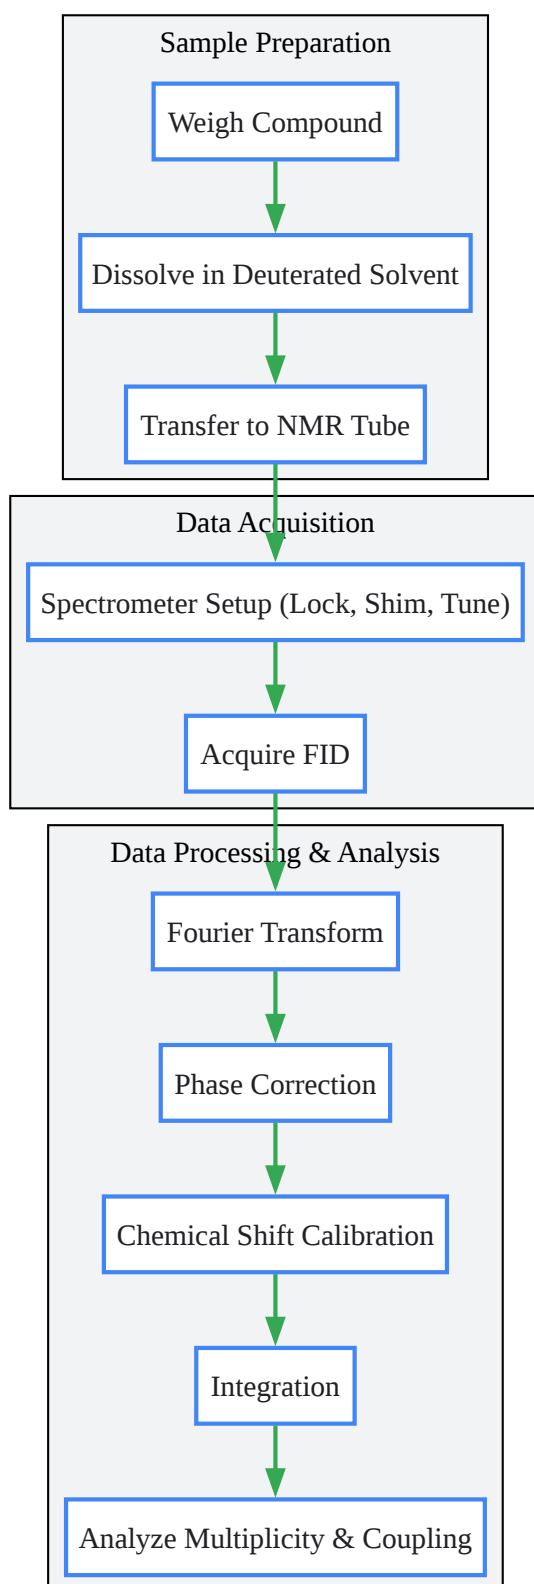 Sample Preparation
Weigh Compound
Dissolve in Deuterated Solvent
Transfer to NMR Tube
Data Acquisition
Spectrometer Setup (Lock, Shim, Tune)
Acquire FID
Data Processing & Analysis
Fourier Transform
Phase Correction
Chemical Shift Calibration
Integration
Analyze Multiplicity & Coupling